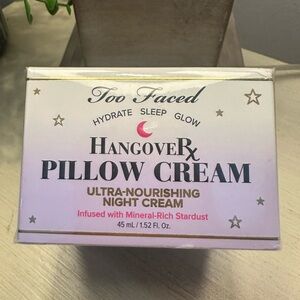 Too Faced
HYDRATE SLEEP GLOW
HANGOVERx
PILLOW CREAM
ULTRA-NOURISHING
NIGHT CREAM
Infused with Mineral-Rich Stardust
45 mL / 1.52 Fl. Oz.